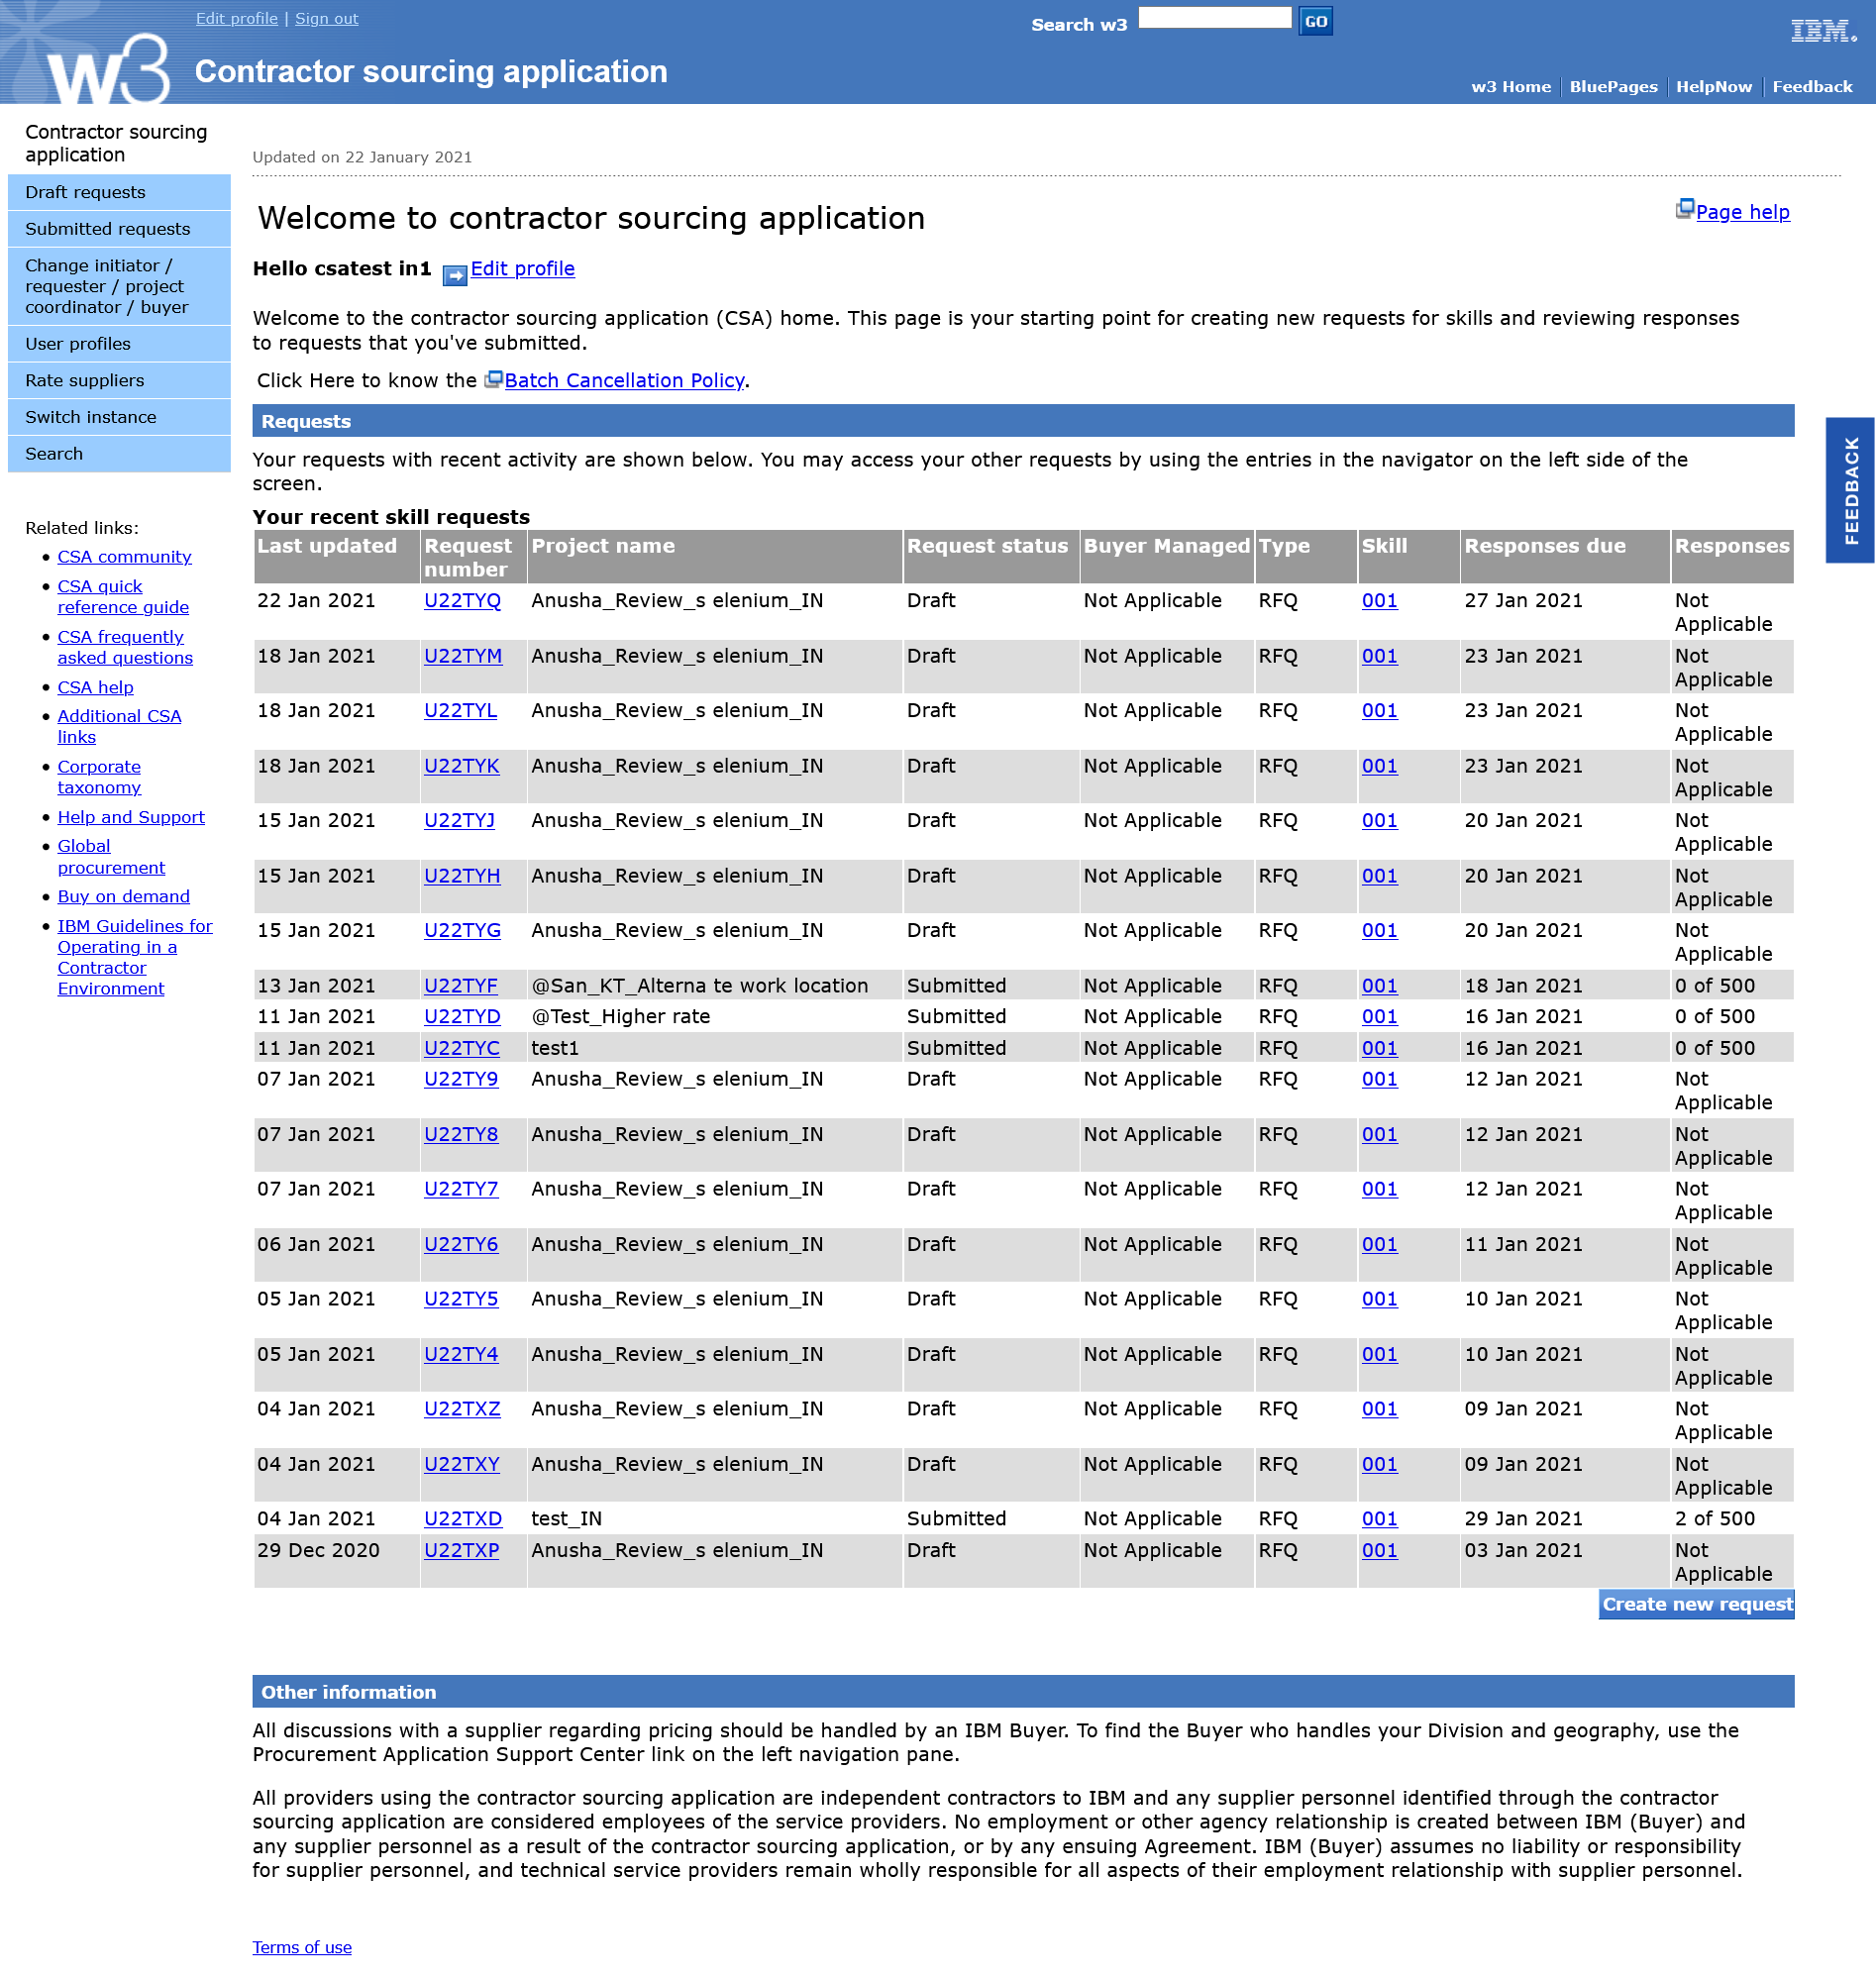 Edit profile | Sign out
Search w3
GO
IBM.
w3
Contractor sourcing application
w3 Home
BluePages
HelpNow
Feedback
Contractor sourcing
application
Draft requests
Submitted requests
Change initiator /
requester / project
coordinator / buyer
User profiles
Rate suppliers
Switch instance
Search
Related links:
CSA community
CSA quick
reference guide
CSA frequently
asked questions
CSA help
Additional CSA
links
Corporate
taxonomy
Help and Support
Global
procurement
Buy on demand
IBM Guidelines for
Operating in a
Contractor
Environment
Updated on 22 January 2021
Welcome to contractor sourcing application
Page help
Hello csatest in1 Edit profile
Welcome to the contractor sourcing application (CSA) home. This page is your starting point for creating new requests for skills and reviewing responses
to requests that you've submitted.
Click Here to know the Batch Cancellation Policy.
Requests
Your requests with recent activity are shown below. You may access your other requests by using the entries in the navigator on the left side of the
screen.
FEEDBACK
Your recent skill requests
Last updated Request Project name Request status Buyer Managed Type Skill Responses due Responses
number
22 Jan 2021 U22TYQ Anusha_Review_s elenium_IN Draft Not Applicable RFQ 001 27 Jan 2021 Not
Applicable
18 Jan 2021 U22TYM Anusha_Review_s elenium_IN Draft Not Applicable RFQ 001 23 Jan 2021 Not
Applicable
18 Jan 2021 U22TYL Anusha_Review_s elenium_IN Draft Not Applicable RFQ 001 23 Jan 2021 Not
Applicable
18 Jan 2021 U22TYK Anusha_Review_s elenium_IN Draft Not Applicable RFQ 001 23 Jan 2021 Not
Applicable
15 Jan 2021 U22TYJ Anusha_Review_s elenium_IN Draft Not Applicable RFQ 001 20 Jan 2021 Not
Applicable
15 Jan 2021 U22TYH Anusha_Review_s elenium_IN Draft Not Applicable RFQ 001 20 Jan 2021 Not
Applicable
15 Jan 2021 U22TYG Anusha_Review_s elenium_IN Draft Not Applicable RFQ 001 20 Jan 2021 Not
Applicable
13 Jan 2021 U22TYF @San_KT_Alterna te work location Submitted Not Applicable RFQ 001 18 Jan 2021 0 of 500
11 Jan 2021 U22TYD @Test_Higher rate Submitted Not Applicable RFQ 001 16 Jan 2021 0 of 500
11 Jan 2021 U22TYC test1 Submitted Not Applicable RFQ 001 16 Jan 2021 0 of 500
07 Jan 2021 U22TY9 Anusha_Review_s elenium_IN Draft Not Applicable RFQ 001 12 Jan 2021 Not
Applicable
07 Jan 2021 U22TY8 Anusha_Review_s elenium_IN Draft Not Applicable RFQ 001 12 Jan 2021 Not
Applicable
07 Jan 2021 U22TY7 Anusha_Review_s elenium_IN Draft Not Applicable RFQ 001 12 Jan 2021 Not
Applicable
06 Jan 2021 U22TY6 Anusha_Review_s elenium_IN Draft Not Applicable RFQ 001 11 Jan 2021 Not
Applicable
05 Jan 2021 U22TY5 Anusha_Review_s elenium_IN Draft Not Applicable RFQ 001 10 Jan 2021 Not
Applicable
05 Jan 2021 U22TY4 Anusha_Review_s elenium_IN Draft Not Applicable RFQ 001 10 Jan 2021 Not
Applicable
04 Jan 2021 U22TXZ Anusha_Review_s elenium_IN Draft Not Applicable RFQ 001 09 Jan 2021 Not
Applicable
04 Jan 2021 U22TXY Anusha_Review_s elenium_IN Draft Not Applicable RFQ 001 09 Jan 2021 Not
Applicable
04 Jan 2021 U22TXD test_IN Submitted Not Applicable RFQ 001 29 Jan 2021 2 of 500
29 Dec 2020 U22TXP Anusha_Review_s elenium_IN Draft Not Applicable RFQ 001 03 Jan 2021 Not
Applicable
Create new request
Other information
All discussions with a supplier regarding pricing should be handled by an IBM Buyer. To find the Buyer who handles your Division and geography, use the
Procurement Application Support Center link on the left navigation pane.
All providers using the contractor sourcing application are independent contractors to IBM and any supplier personnel identified through the contractor
sourcing application are considered employees of the service providers. No employment or other agency relationship is created between IBM (Buyer) and
any supplier personnel as a result of the contractor sourcing application, or by any ensuing Agreement. IBM (Buyer) assumes no liability or responsibility
for supplier personnel, and technical service providers remain wholly responsible for all aspects of their employment relationship with supplier personnel.
Terms of use